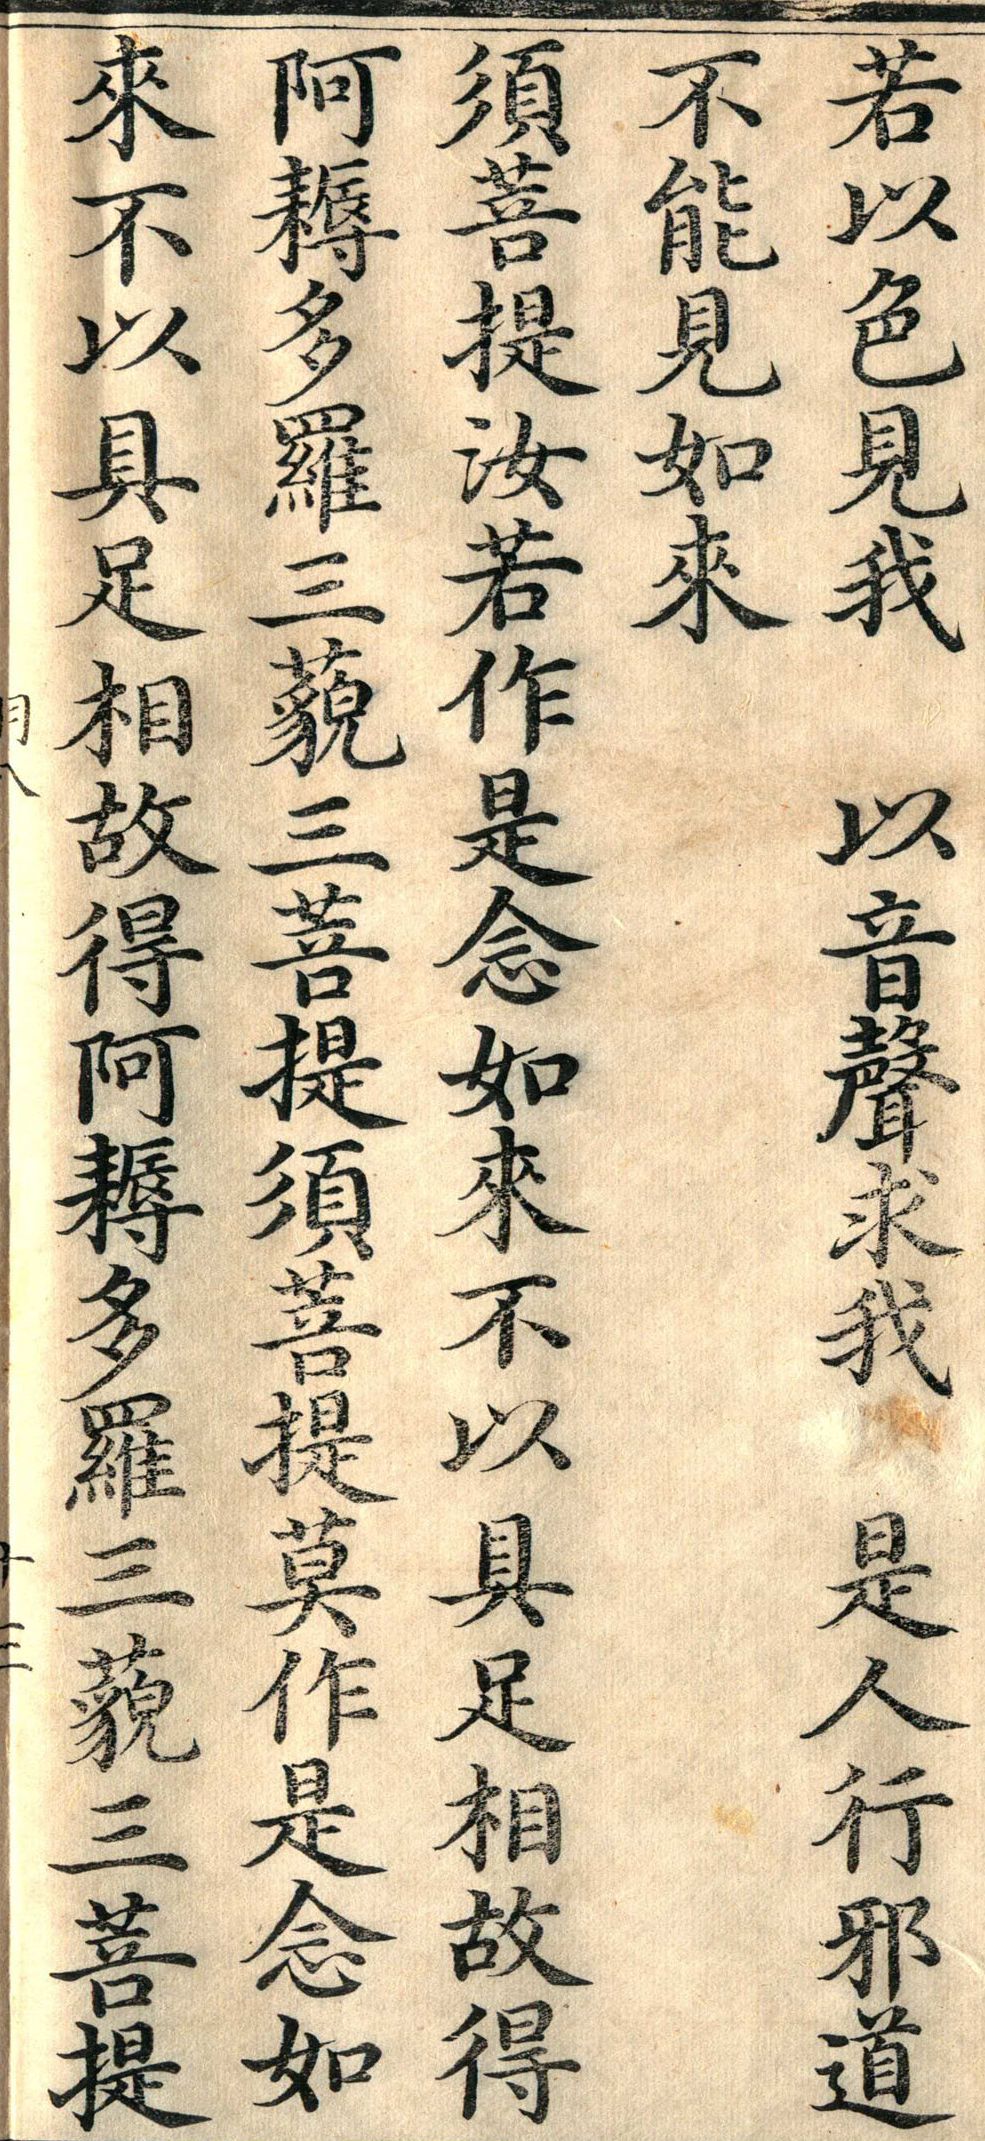 若以色見我　以音聲求我　是人行邪道
不能見如來
須菩提汝若作是念如來不以具足相故得
阿耨多羅三藐三菩提須菩提莫作是念如
來不以具足相故得阿耨多羅三藐三菩提